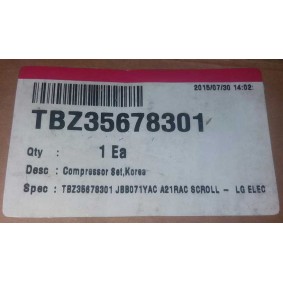 2015/07/30 14:02:
TBZ35678301
Qty : 1 Ea
Desc : Compressor Set,Korea
Spec : TBZ35678301 JBB071YAC A21RAC SCROLL - LG ELEC